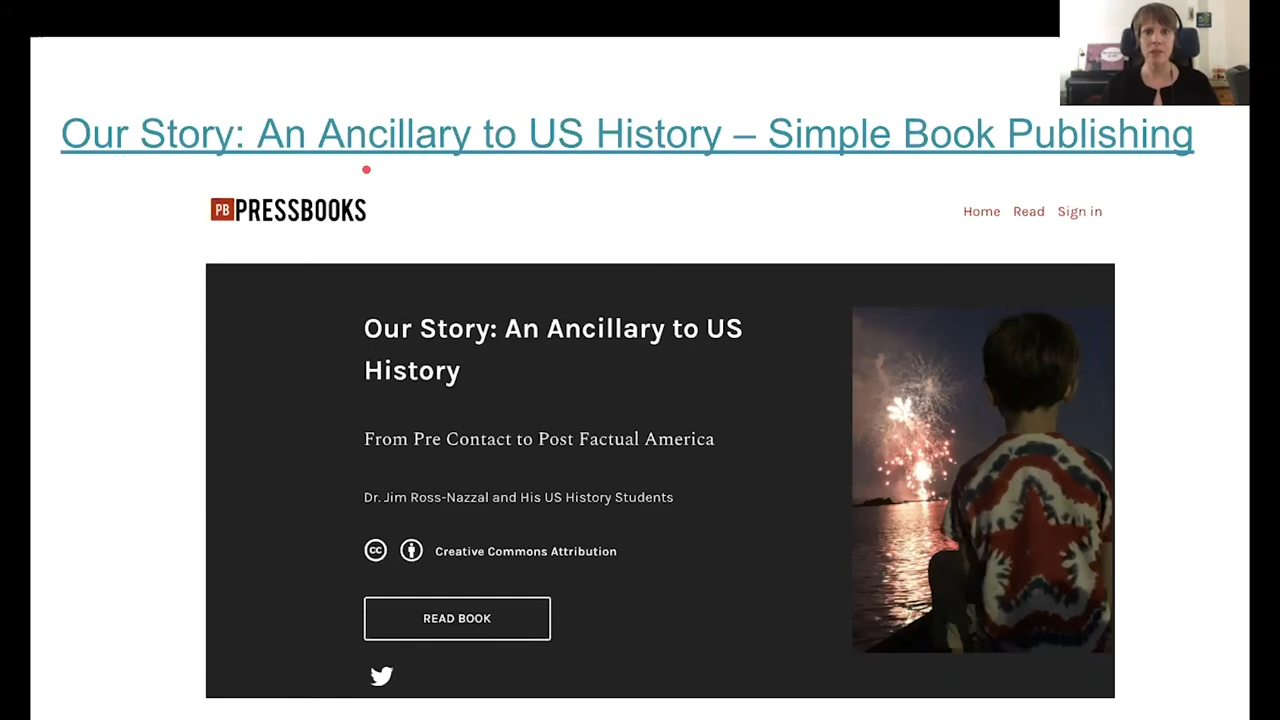 Our Story: An Ancillary to US History – Simple Book Publishing
PB PRESSBOOKS
Home Read Sign in
Our Story: An Ancillary to US
History
From Pre Contact to Post Factual America
Dr. Jim Ross-Nazzal and His US History Students
cc Creative Commons Attribution
READ BOOK